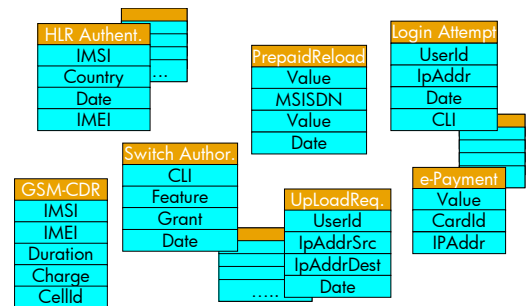 HLR Authent.
IMSI
Country
Date
IMEI
...
PrepaidReload
Value
MSISDN
Value
Date
Login Attempt
UserId
IpAddr
Date
CLI
Switch Author.
CLI
Feature
Grant
Date
GSM-CDR
IMSI
IMEI
Duration
Charge
CellId
.....
UpLoadReq.
UserId
IpAddrSrc
IpAddrDest
Date
e-Payment
Value
CardId
IPAddr